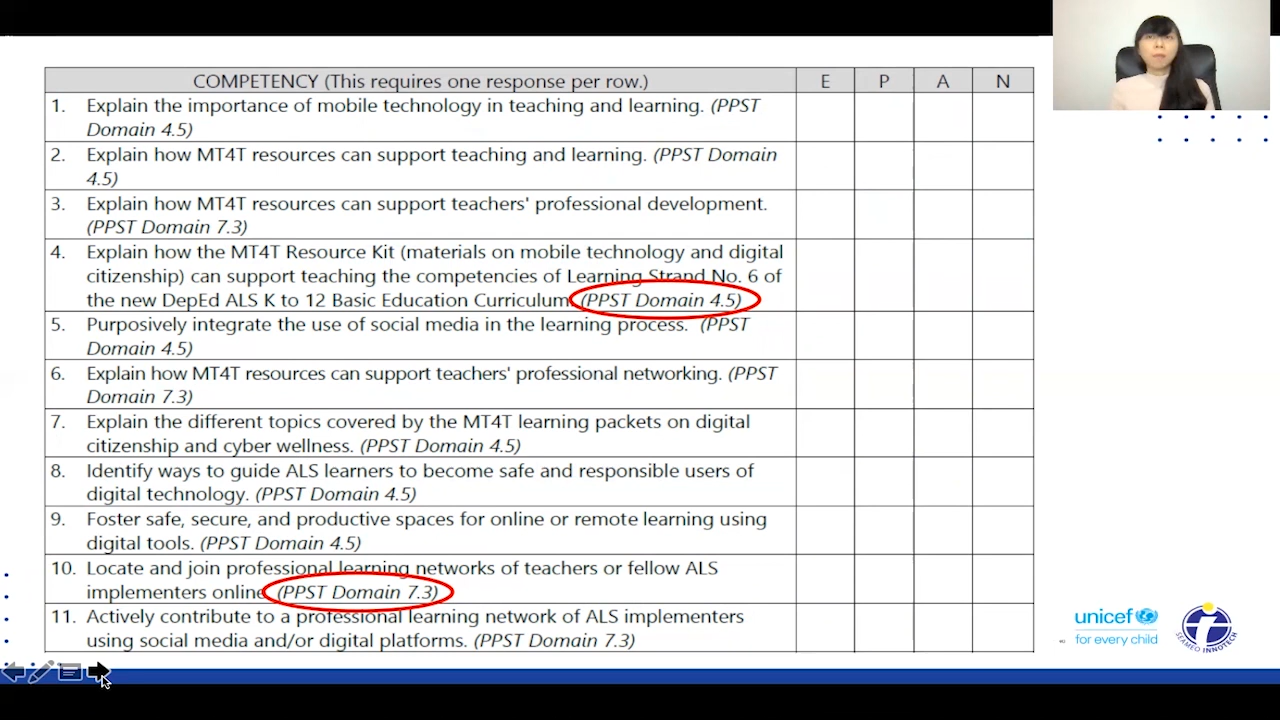 COMPETENCY (This requires one response per row.) E P A N
1. Explain the importance of mobile technology in teaching and learning. (PPST
Domain 4.5)
2. Explain how MT4T resources can support teaching and learning. (PPST Domain
4.5)
3. Explain how MT4T resources can support teachers' professional development.
(PPST Domain 7.3)
4. Explain how the MT4T Resource Kit (materials on mobile technology and digital
citizenship) can support teaching the competencies of Learning Strand No. 6 of
the new DepEd ALS K to 12 Basic Education Curriculum. (PPST Domain 4.5)
5. Purposively integrate the use of social media in the learning process. (PPST
Domain 4.5)
6. Explain how MT4T resources can support teachers' professional networking. (PPST
Domain 7.3)
7. Explain the different topics covered by the MT4T learning packets on digital
citizenship and cyber wellness. (PPST Domain 4.5)
8. Identify ways to guide ALS learners to become safe and responsible users of
digital technology. (PPST Domain 4.5)
9. Foster safe, secure, and productive spaces for online or remote learning using
digital tools. (PPST Domain 4.5)
10. Locate and join professional learning networks of teachers or fellow ALS
implementers online (PPST Domain 7.3)
11. Actively contribute to a professional learning network of ALS implementers
using social media and/or digital platforms. (PPST Domain 7.3)
unicef
for every child
SEAMEO INNOTECH